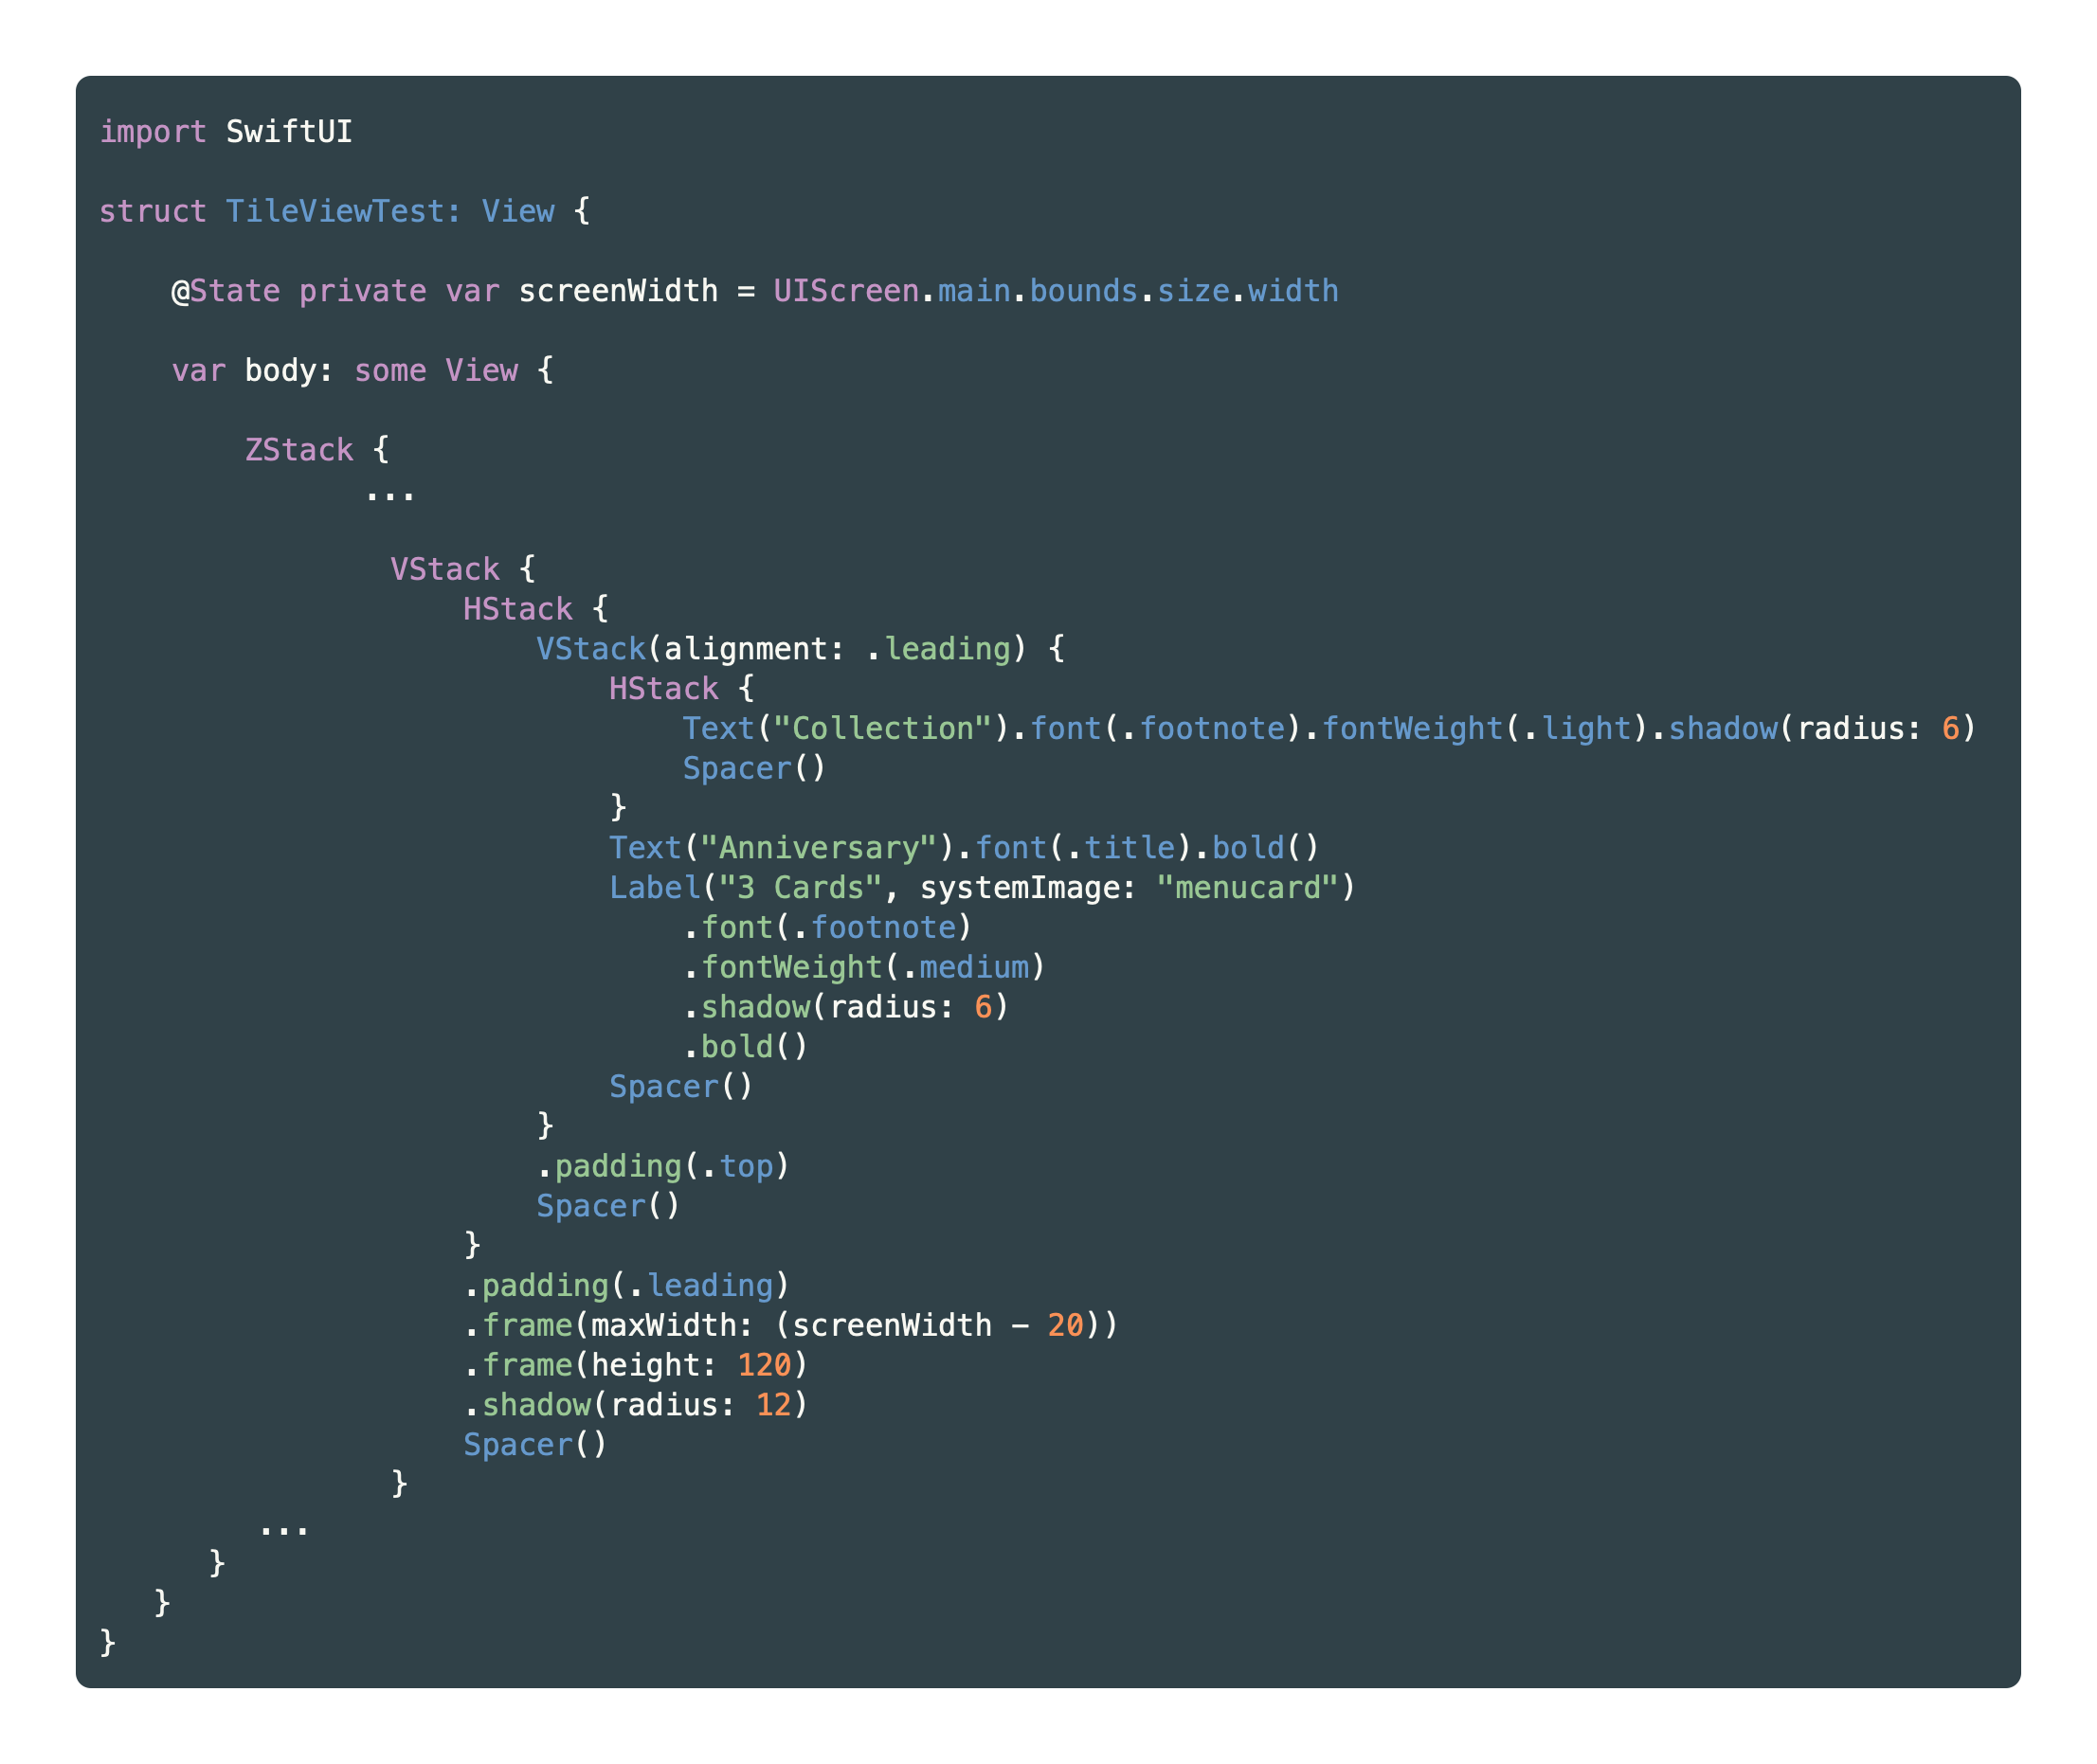 import SwiftUI
struct TileViewTest: View {
@State private var screenWidth = UIScreen.main.bounds.size.width
var body: some View {
ZStack {
...
VStack {
HStack {
VStack(alignment: .leading) {
HStack {
Text("Collection").font(.footnote).fontWeight(.light).shadow(radius: 6)
Spacer()
}
Text("Anniversary").font(.title).bold()
Label("3 Cards", systemImage: "menucard")
.font(.footnote)
.fontWeight(.medium)
.shadow(radius: 6)
.bold()
Spacer()
}
.padding(.top)
Spacer()
}
.padding(.leading)
.frame(maxWidth: (screenWidth - 20))
.frame(height: 120)
.shadow(radius: 12)
Spacer()
}
...
}
}
}